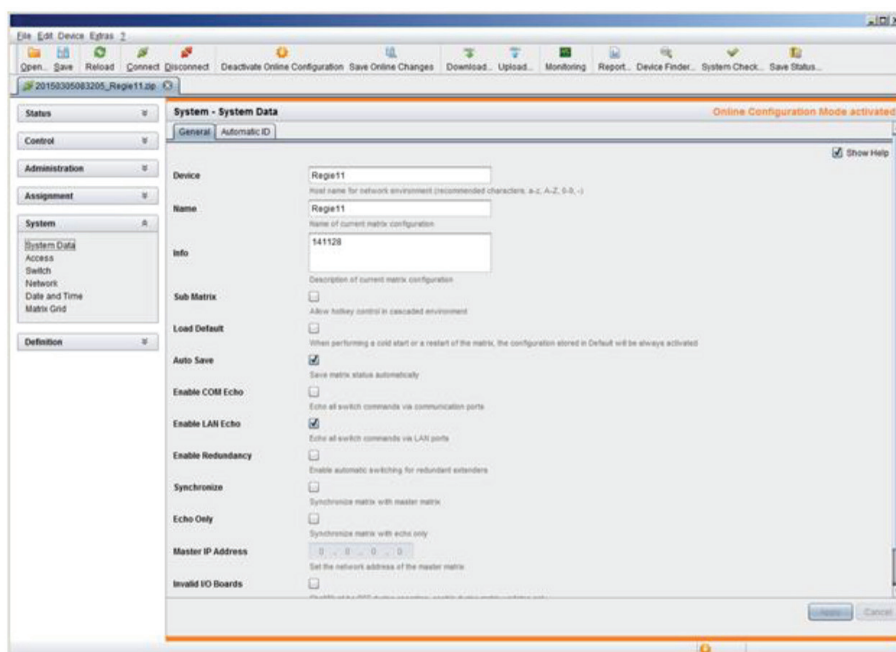 File Edit Device Extras ?
Open... Save Reload Connect Disconnect Deactivate Online Configuration Save Online Changes Download... Upload... Monitoring Report... Device Finder... System Check... Save Status...
20150305083205_Regie11.zip
Status
Control
Administration
Assignment
System
System Data
Access
Switch
Network
Date and Time
Matrix Grid
Definition
System - System Data
Online Configuration Mode activated
General Automatic ID
Show Help
Device Regie11
Host name for network environment (recommended characters, a-z, A-Z, 0-9, -)
Name Regie11
Name of current matrix configuration
Info 141128
Description of current matrix configuration
Sub Matrix
Allow hotkey control in cascaded environment
Load Default
When performing a cold start or a restart of the matrix, the configuration stored in Default will be always activated
Auto Save
Save matrix status automatically
Enable COM Echo
Echo all switch commands via communication ports
Enable LAN Echo
Echo all switch commands via LAN ports
Enable Redundancy
Enable automatic switching for redundant extenders
Synchronize
Synchronize matrix with master matrix
Echo Only
Synchronize matrix with echo only
Master IP Address 0 . 0 . 0 . 0
Set the network address of the master matrix
Invalid I/O Boards
Apply Cancel